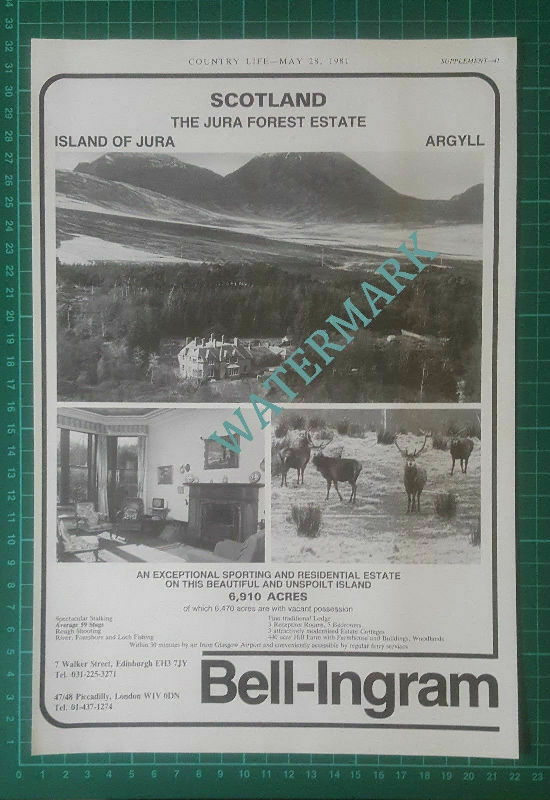 COUNTRY LIFE—MAY 28, 1981
SUPPLEMENT—41
SCOTLAND
THE JURA FOREST ESTATE
ISLAND OF JURA
ARGYLL
WATERMARK
AN EXCEPTIONAL SPORTING AND RESIDENTIAL ESTATE
ON THIS BEAUTIFUL AND UNSPOILT ISLAND
6,910 ACRES
of which 6,470 acres are with vacant possession
Spectacular Stalking
Average 59 Stags
Rough Shooting
River, Foreshore and Loch Fishing
Fine traditional Lodge
3 Reception Rooms, 7 Bedrooms
3 attractively modernised Estate Cottages
440 acre Hill Farm with Farmhouse and Buildings, Woodlands
Within 30 minutes by air from Glasgow Airport and conveniently accessible by regular ferry services
7 Walker Street, Edinburgh EH3 7JY
Tel. 031-225-3271
47/48 Piccadilly, London W1V 0DN
Tel. 01-437-1274
Bell-Ingram